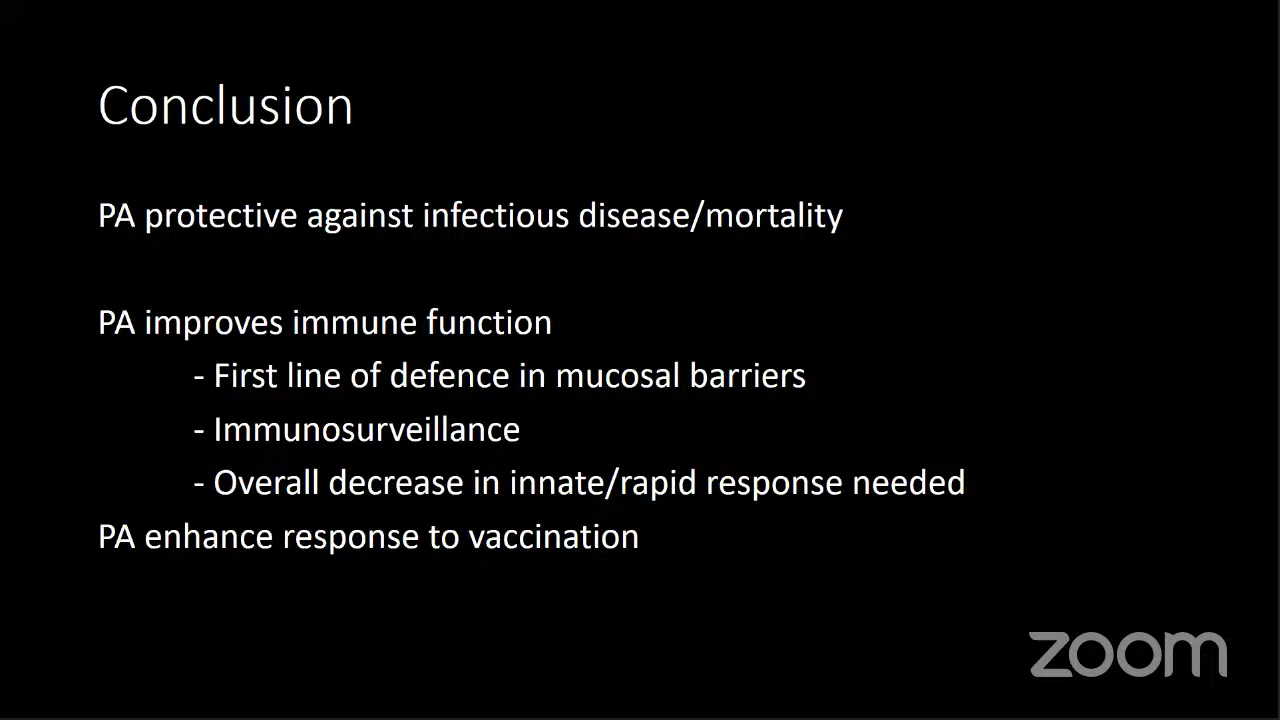 Conclusion
PA protective against infectious disease/mortality
PA improves immune function
- First line of defence in mucosal barriers
- Immunosurveillance
- Overall decrease in innate/rapid response needed
PA enhance response to vaccination
zoom